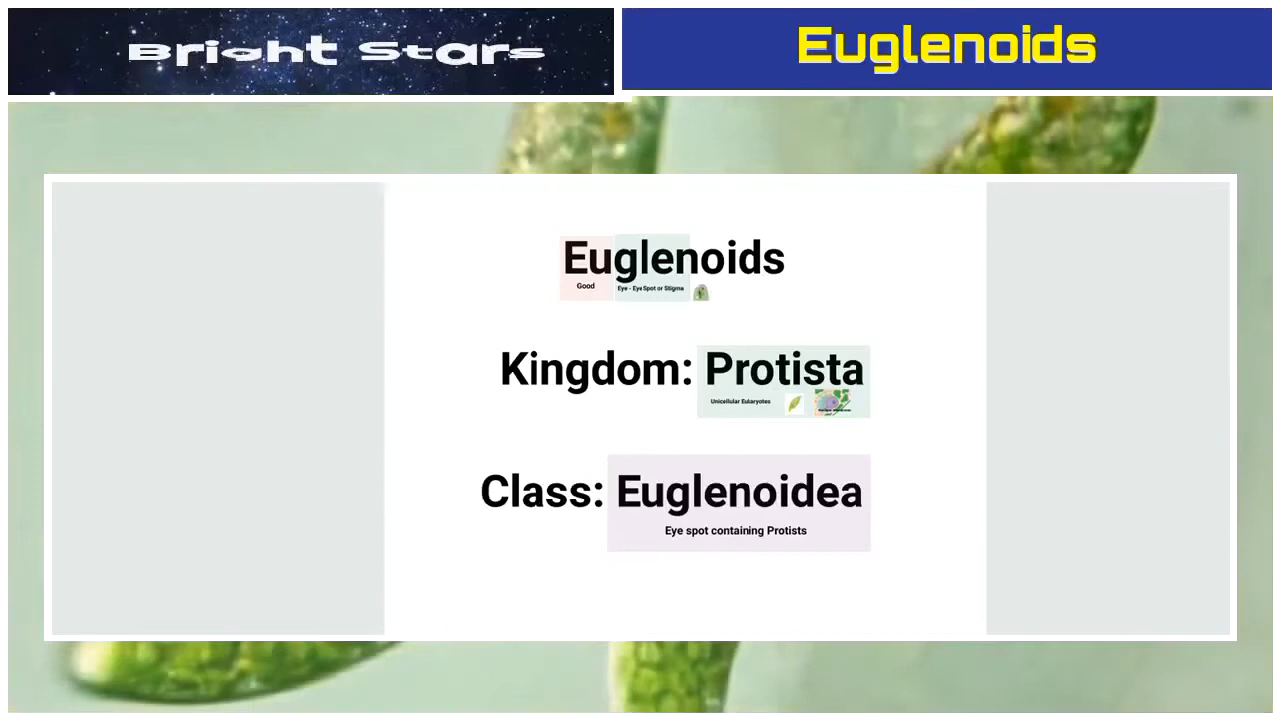 Bright Stars
Euglenoids
Euglenoids
Good
Eye - Eye Spot or Stigma
Kingdom: Protista
Unicellular Eukaryotes
Class: Euglenoidea
Eye spot containing Protists